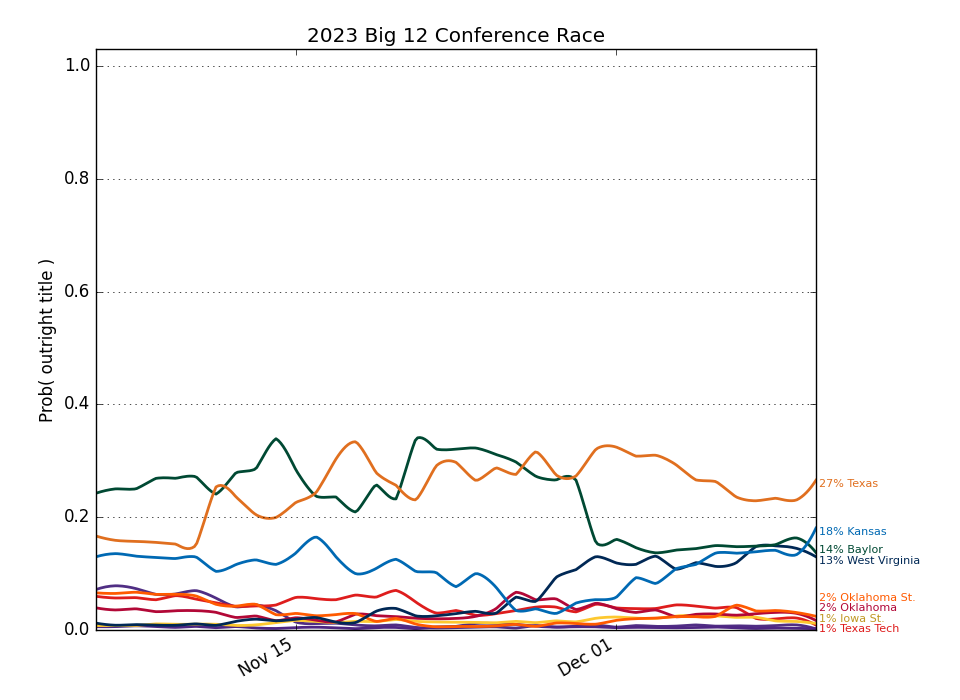 2023 Big 12 Conference Race
Prob( outright title )
1.0
0.8
0.6
0.4
0.2
0.0
Nov 15
Dec 01
27% Texas
18% Kansas
14% Baylor
13% West Virginia
2% Oklahoma St.
2% Oklahoma
1% Iowa St.
1% Texas Tech